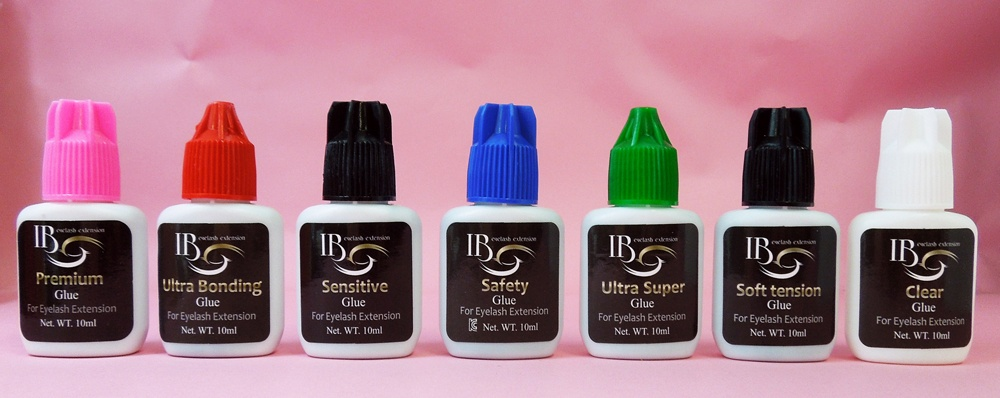 IB eyelash extension
Premium
Glue
For Eyelash Extension
Net. WT. 10ml
IB eyelash extension
Ultra Bonding
Glue
For Eyelash Extension
Net. WT. 10ml
IB eyelash extension
Sensitive
Glue
For Eyelash Extension
Net. WT. 10ml
IB eyelash extension
Safety
Glue
For Eyelash Extension
Net. WT. 10ml
IB eyelash extension
Ultra Super
Glue
For Eyelash Extension
Net. WT. 10ml
IB eyelash extension
Soft tension
Glue
For Eyelash Extension
Net. WT. 10ml
IB eyelash extension
Clear
Glue
For Eyelash Extension
Net. WT. 10ml